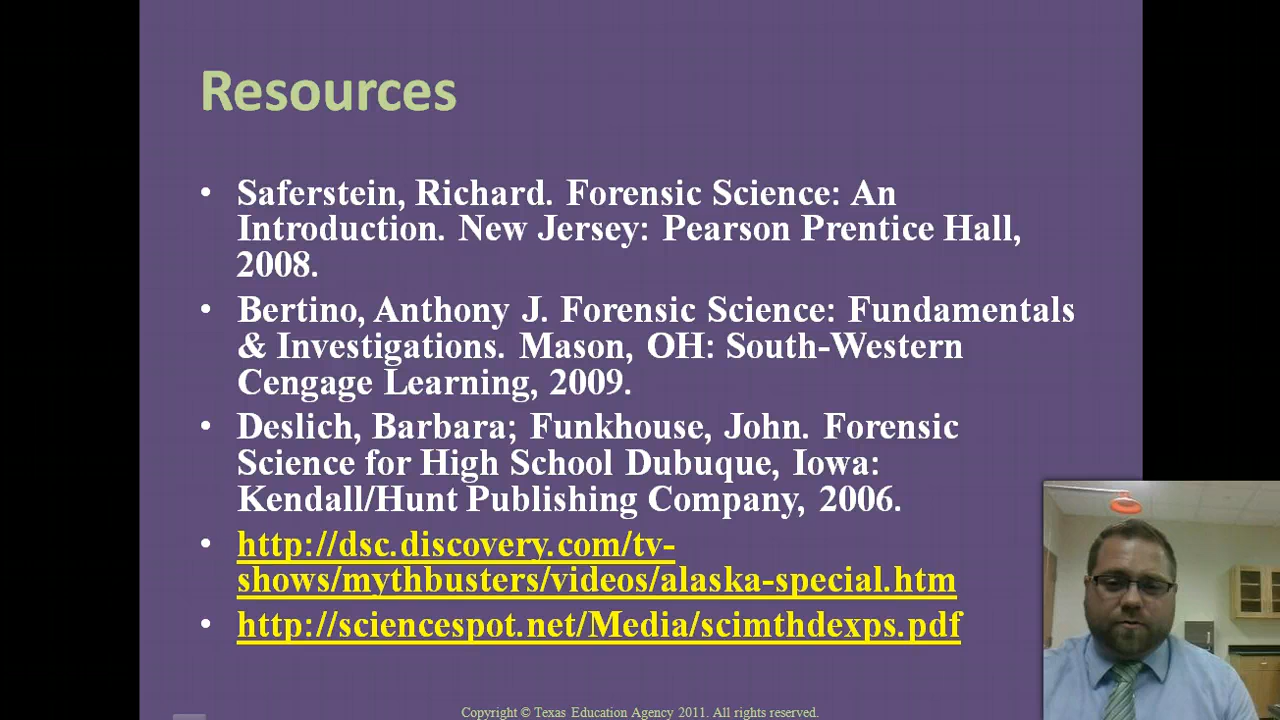 Resources
• Saferstein, Richard. Forensic Science: An
Introduction. New Jersey: Pearson Prentice Hall,
2008.
• Bertino, Anthony J. Forensic Science: Fundamentals
& Investigations. Mason, OH: South-Western
Cengage Learning, 2009.
• Deslich, Barbara; Funkhouse, John. Forensic
Science for High School Dubuque, Iowa:
Kendall/Hunt Publishing Company, 2006.
• http://dsc.discovery.com/tv-
shows/mythbusters/videos/alaska-special.htm
• http://sciencespot.net/Media/scimthdexps.pdf
Copyright © Texas Education Agency 2011. All rights reserved.